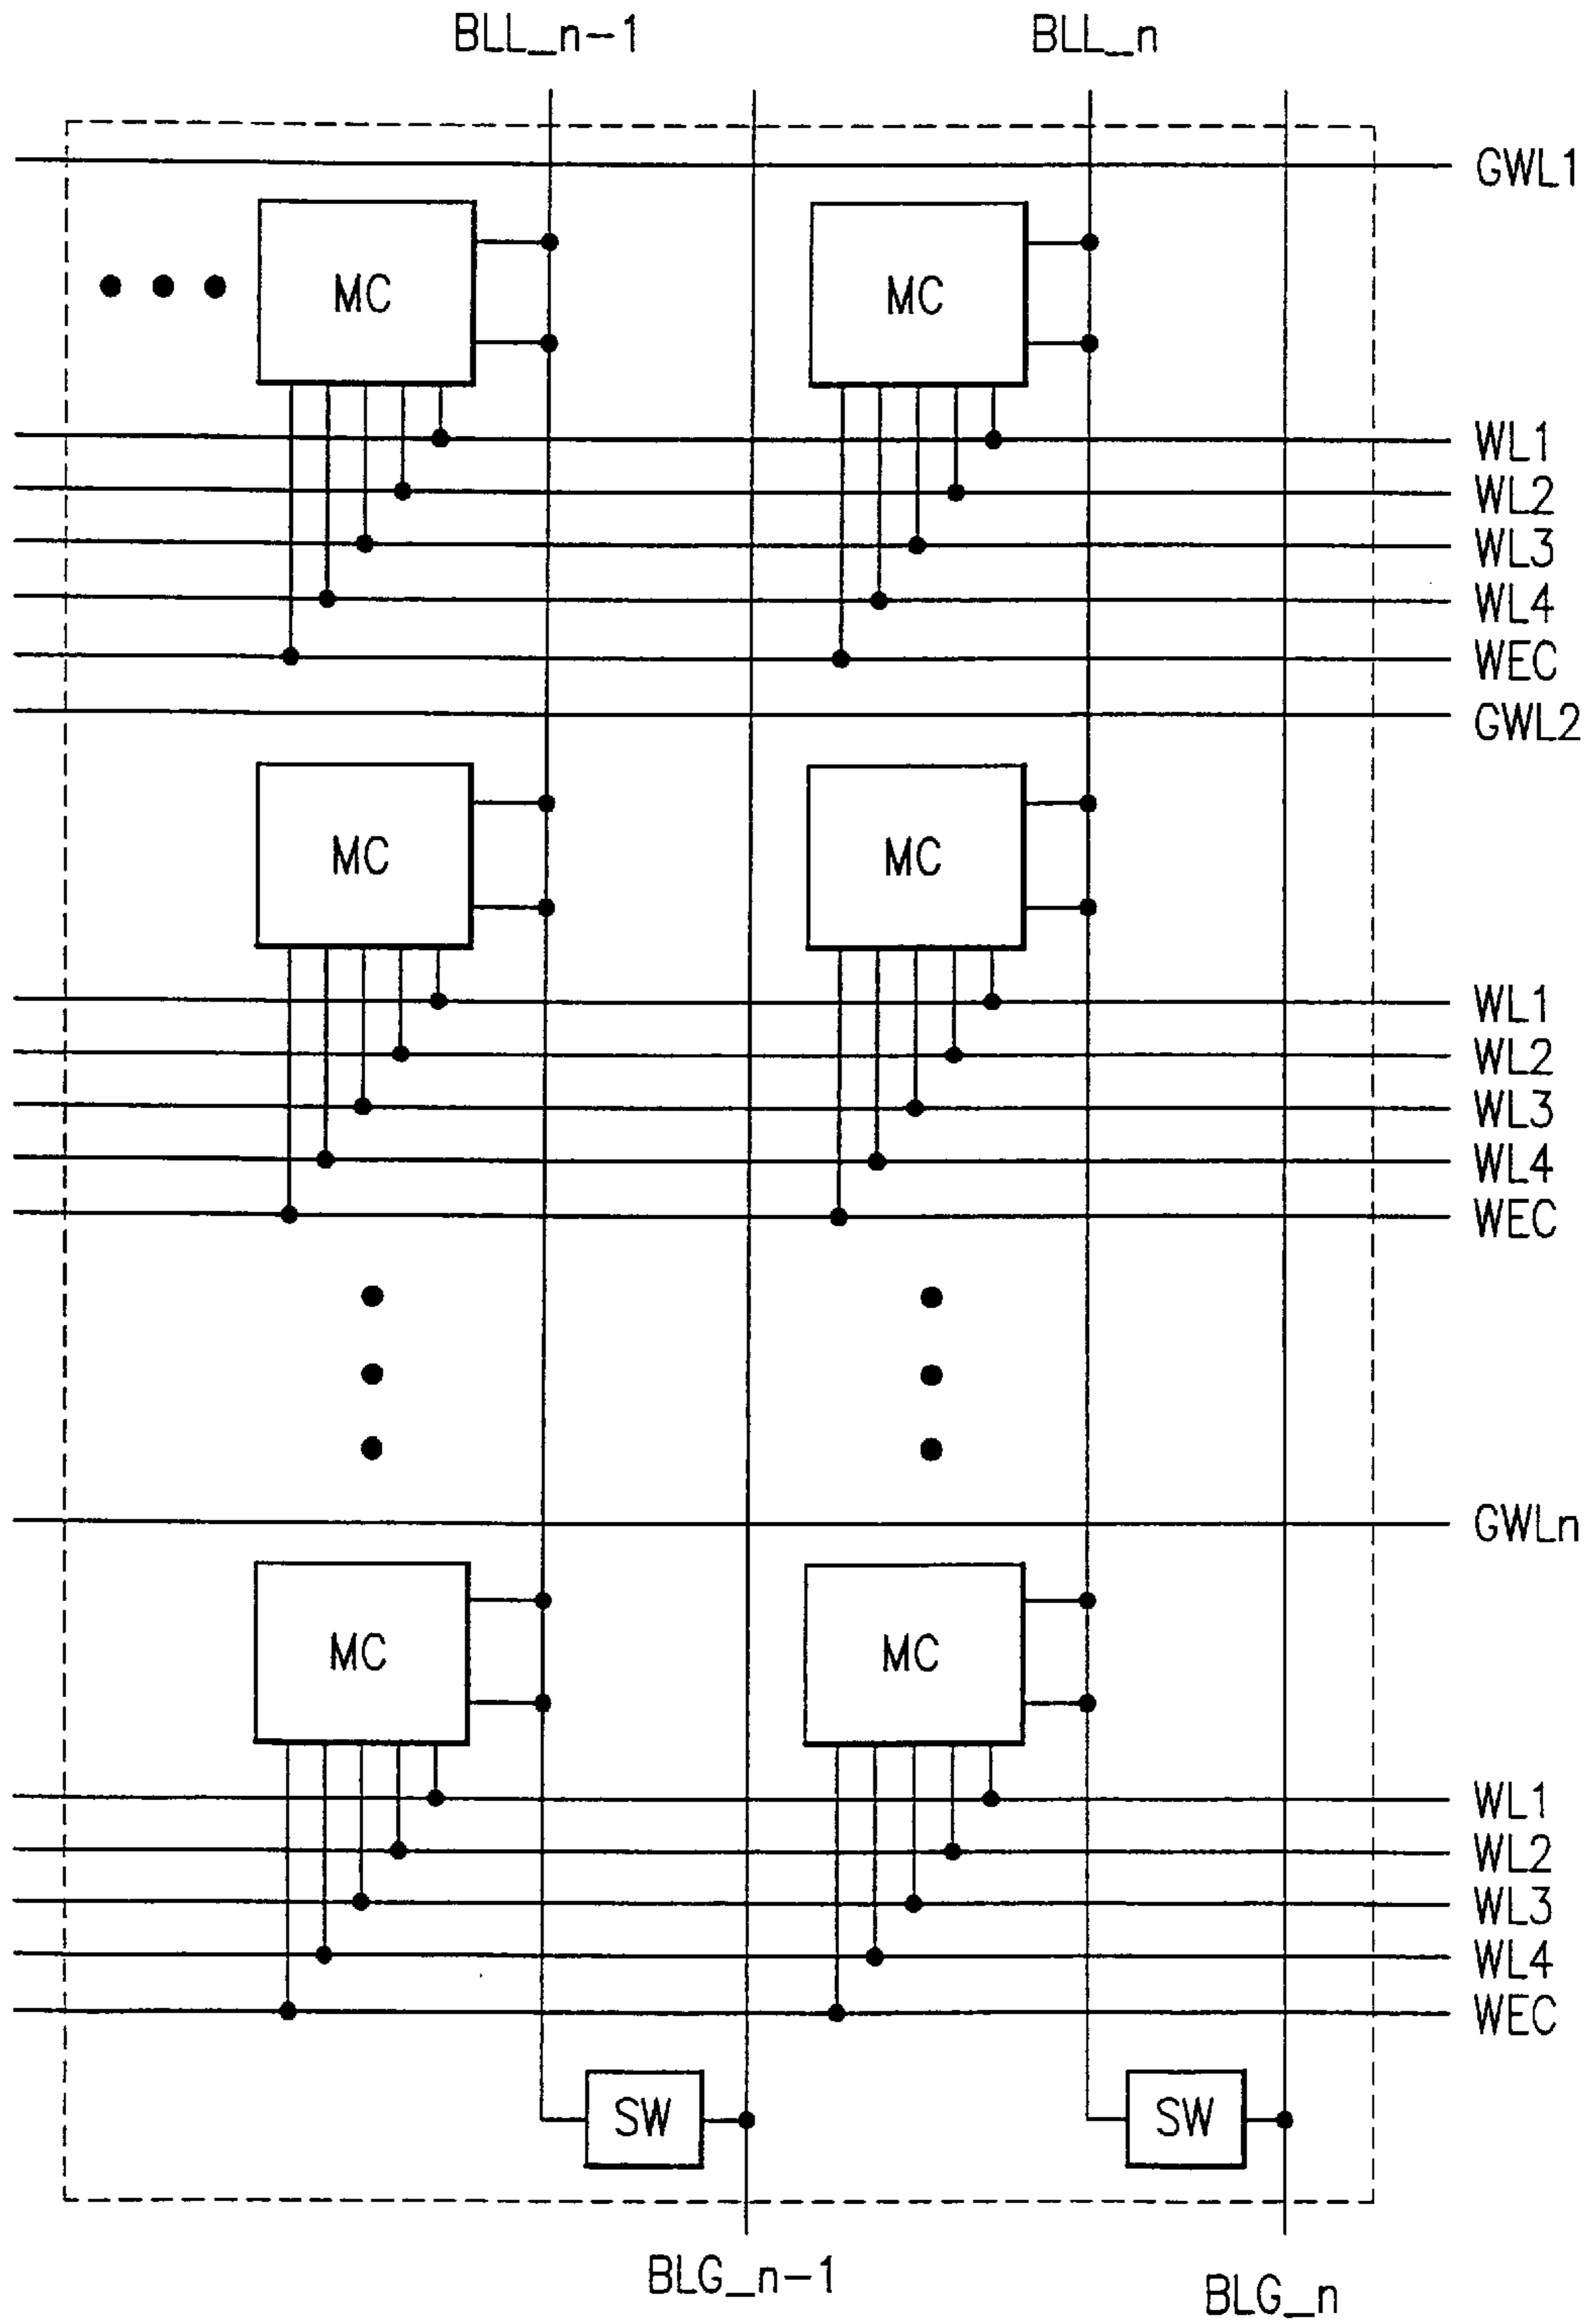 BLL_n-1 BLL_n
GWL1
MC MC
WL1
WL2
WL3
WL4
WEC
GWL2
MC MC
WL1
WL2
WL3
WL4
WEC
GWLn
MC MC
WL1
WL2
WL3
WL4
WEC
SW SW
BLG_n-1 BLG_n